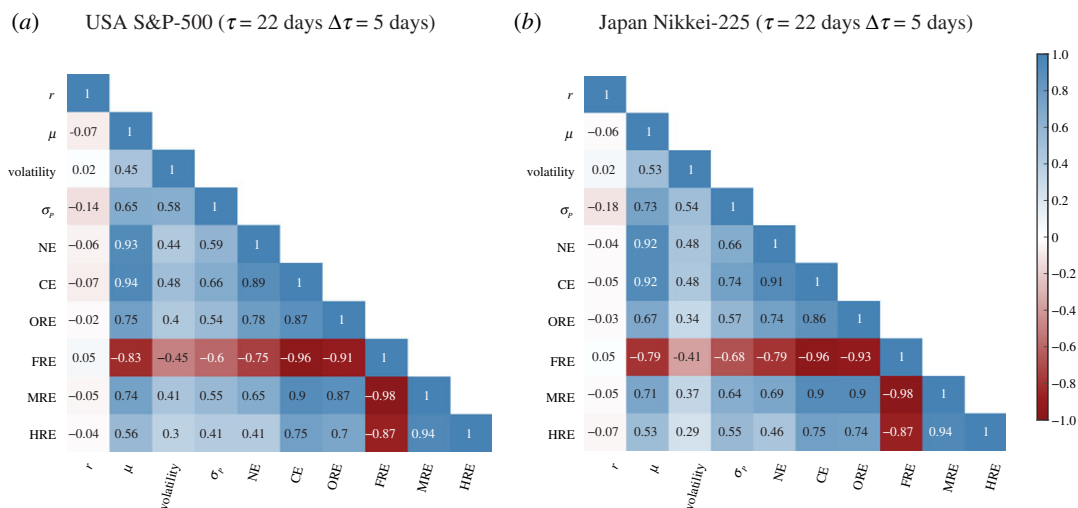 (a) USA S&P-500 (τ = 22 days Δτ = 5 days)
r 1
μ -0.07 1
volatility 0.02 0.45 1
σP −0.14 0.65 0.58 1
NE −0.06 0.93 0.44 0.59 1
CE −0.07 0.94 0.48 0.66 0.89 1
ORE −0.02 0.75 0.4 0.54 0.78 0.87 1
FRE 0.05 −0.83 −0.45 −0.6 −0.75 −0.96 −0.91 1
MRE −0.05 0.74 0.41 0.55 0.65 0.9 0.87 −0.98 1
HRE −0.04 0.56 0.3 0.41 0.41 0.75 0.7 −0.87 0.94 1
r μ volatility σP NE CE ORE FRE MRE HRE
(b) Japan Nikkei-225 (τ = 22 days Δτ = 5 days)
r 1
μ −0.06 1
volatility 0.02 0.53 1
σP −0.18 0.73 0.54 1
NE −0.04 0.92 0.48 0.66 1
CE −0.05 0.92 0.48 0.74 0.91 1
ORE −0.03 0.67 0.34 0.57 0.74 0.86 1
FRE 0.05 −0.79 −0.41 −0.68 −0.79 −0.96 −0.93 1
MRE −0.05 0.71 0.37 0.64 0.69 0.9 0.9 −0.98 1
HRE −0.07 0.53 0.29 0.55 0.46 0.75 0.74 −0.87 0.94 1
r μ volatility σP NE CE ORE FRE MRE HRE
1.0
0.8
0.6
0.4
0.2
0
−0.2
−0.4
−0.6
−0.8
−1.0